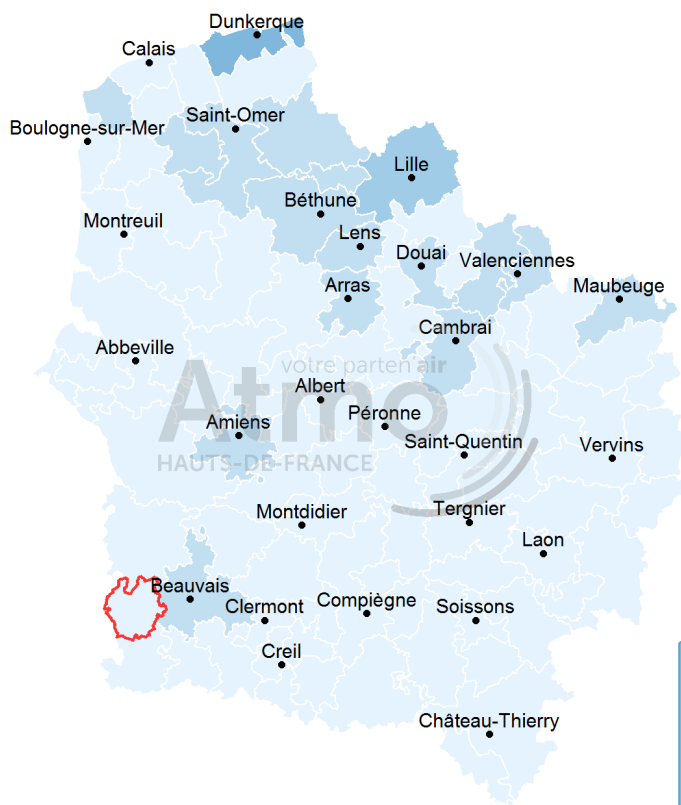 Dunkerque
Calais
Saint-Omer
Boulogne-sur-Mer
Lille
Béthune
Montreuil
Lens
Douai
Valenciennes
Arras
Maubeuge
Cambrai
Abbeville
votre parten air
Albert
Atmo
Péronne
Amiens
Saint-Quentin
Vervins
HAUTS-DE-FRANCE
Montdidier
Tergnier
Laon
Beauvais
Clermont
Compiègne
Soissons
Creil
Château-Thierry